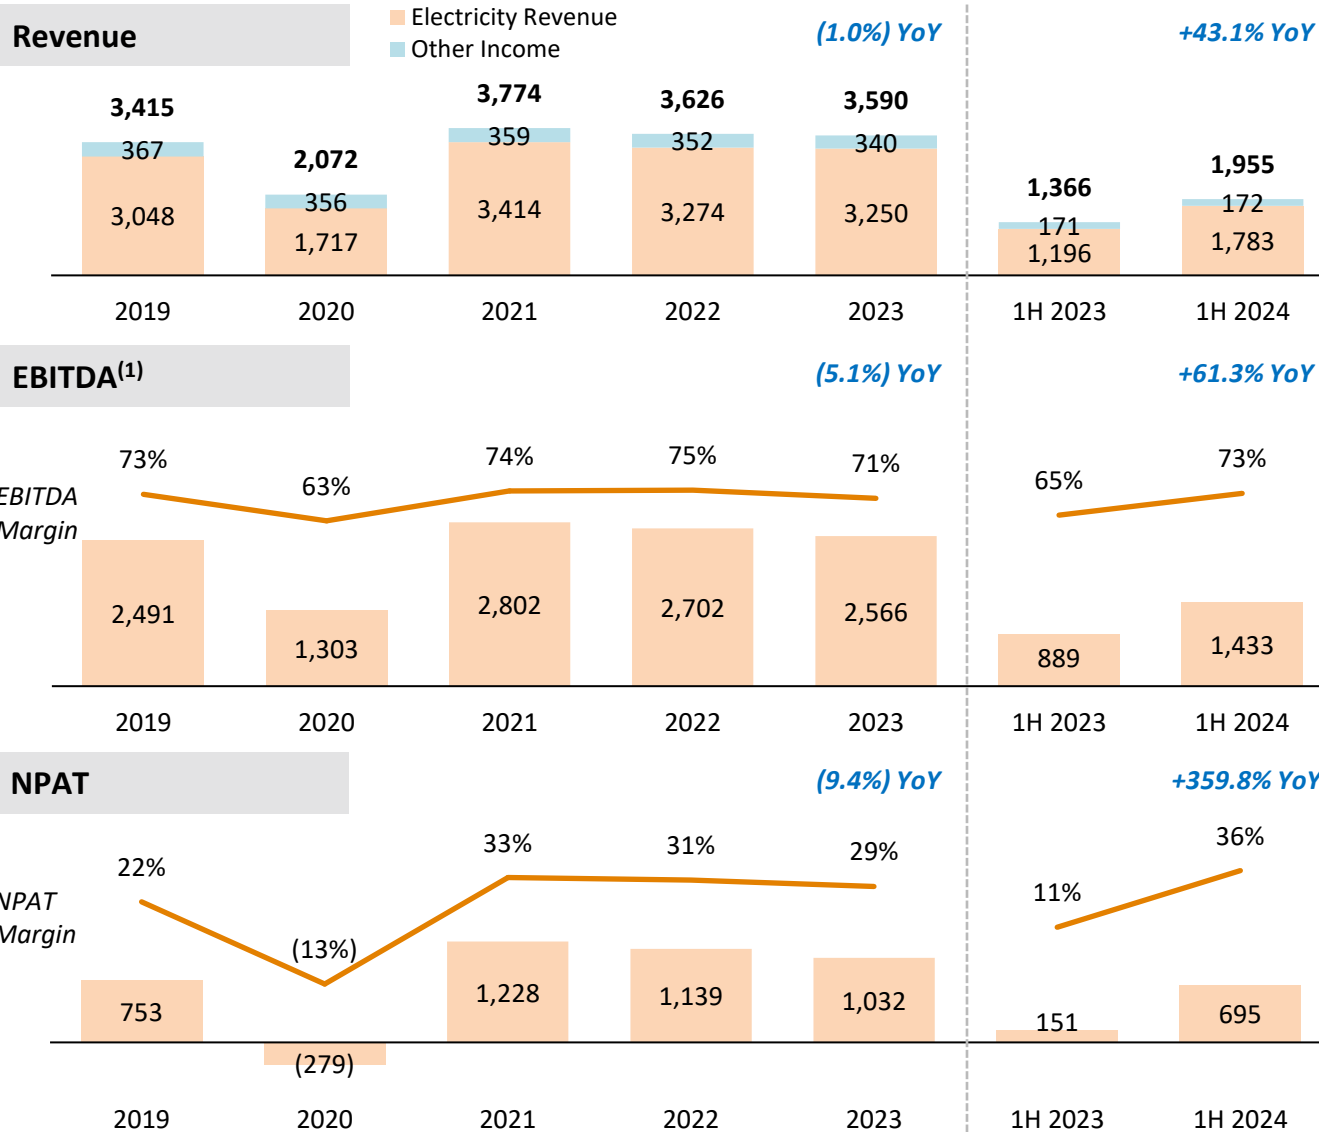 Revenue
Electricity Revenue
Other Income
(1.0%) YoY
+43.1% YoY
3,415 2,072 3,774 3,626 3,590 1,366 1,955
367 356 359 352 340 171 172
3,048 1,717 3,414 3,274 3,250 1,196 1,783
2019 2020 2021 2022 2023 1H 2023 1H 2024
EBITDA(1)
(5.1%) YoY
+61.3% YoY
EBITDA
Margin
73% 63% 74% 75% 71% 65% 73%
2,491 1,303 2,802 2,702 2,566 889 1,433
2019 2020 2021 2022 2023 1H 2023 1H 2024
NPAT
(9.4%) YoY
+359.8% YoY
NPAT
Margin
22% (13%) 33% 31% 29% 11% 36%
753 (279) 1,228 1,139 1,032 151 695
2019 2020 2021 2022 2023 1H 2023 1H 2024